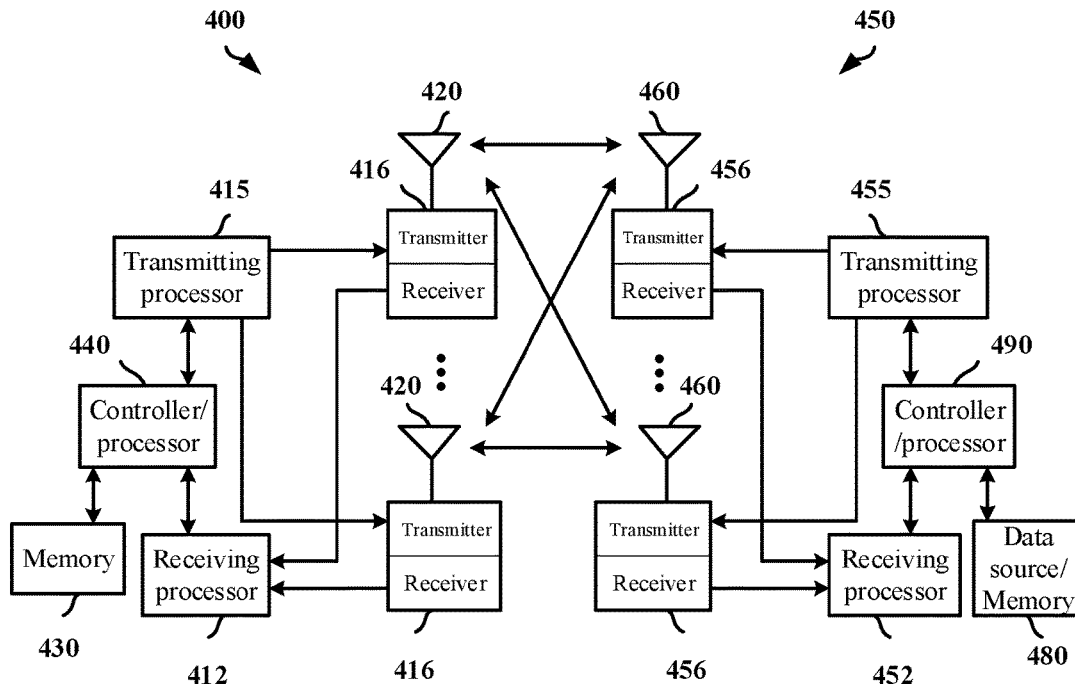 400
450
420
460
416
456
415
455
Transmitting
processor
Transmitter
Receiver
Transmitter
Receiver
Transmitting
processor
440
490
420
460
Controller/
processor
Controller
/processor
Memory
Receiving
processor
Transmitter
Receiver
Transmitter
Receiver
Receiving
processor
Data
source/
Memory
430
412
416
456
452
480